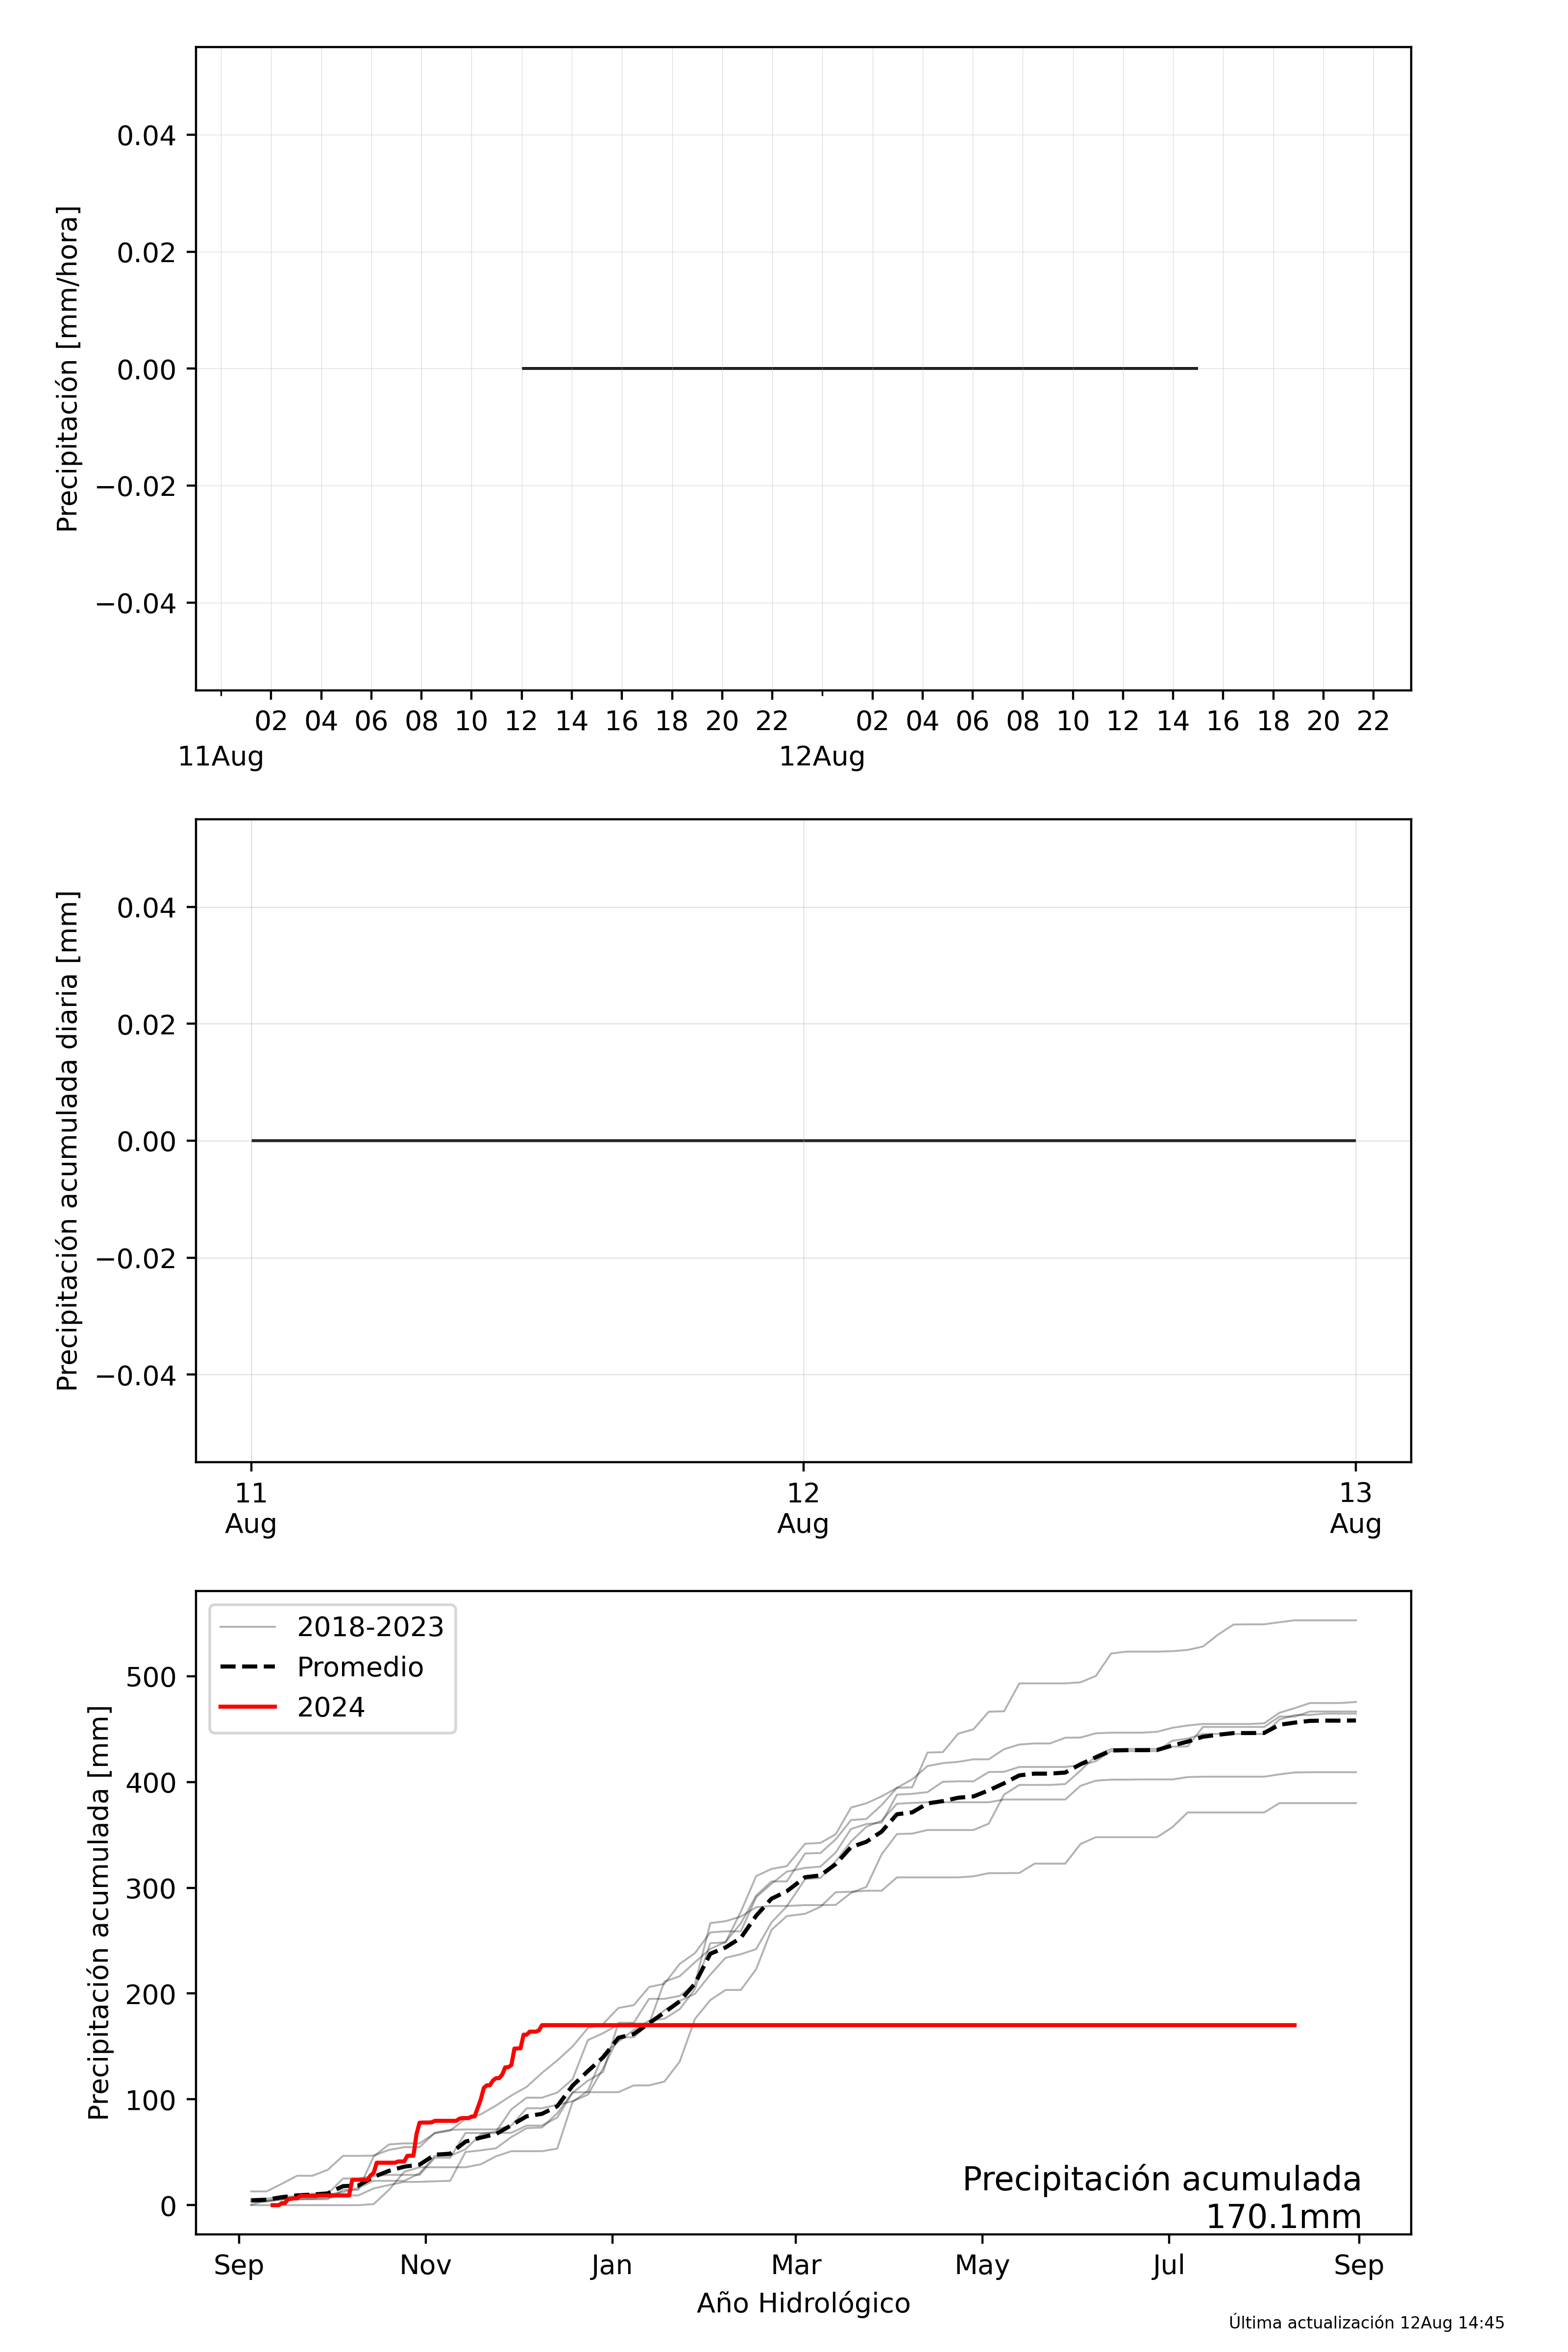 Precipitación [mm/hora]
0.04
0.02
0.00
−0.02
−0.04
02 04 06 08 10 12 14 16 18 20 22 02 04 06 08 10 12 14 16 18 20 22
11Aug 12Aug
Precipitación acumulada diaria [mm]
0.04
0.02
0.00
−0.02
−0.04
11 12 13
Aug Aug Aug
Precipitación acumulada [mm]
2018-2023
Promedio
2024
500
400
300
200
100
0
Precipitación acumulada
170.1mm
Sep Nov Jan Mar May Jul Sep
Año Hidrológico
Última actualización 12Aug 14:45